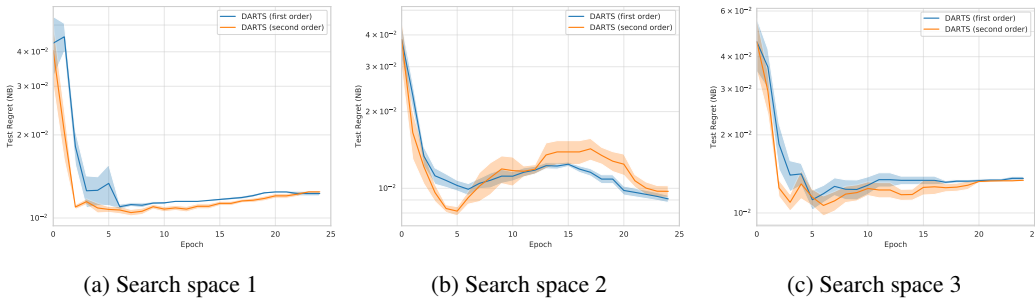 DARTS (first order)
DARTS (second order)
4 × 10⁻²
3 × 10⁻²
2 × 10⁻²
10⁻²
Test Regret (NB)
0 5 10 15 20 25
Epoch
(a) Search space 1
DARTS (first order)
DARTS (second order)
4 × 10⁻²
3 × 10⁻²
2 × 10⁻²
10⁻²
Test Regret (NB)
0 5 10 15 20 25
Epoch
(b) Search space 2
DARTS (first order)
DARTS (second order)
6 × 10⁻²
4 × 10⁻²
3 × 10⁻²
2 × 10⁻²
10⁻²
Test Regret (NB)
0 5 10 15 20 25
Epoch
(c) Search space 3